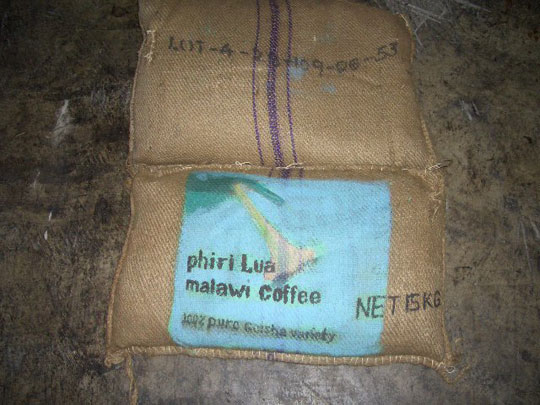 phiri Lua
malawi Coffee
100% pure Geisha variety
NET 15KG